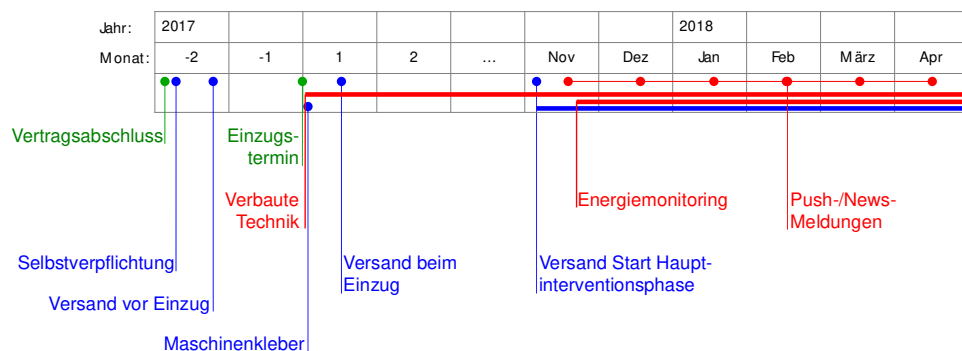 Jahr: 2017 2018
Monat: -2 -1 1 2 ... Nov Dez Jan Feb März Apr
Vertragsabschluss
Einzugs-
termin
Verbaute
Technik
Energiemonitoring
Push-/News-
Meldungen
Selbstverpflichtung
Versand beim
Einzug
Versand Start Haupt-
interventionsphase
Versand vor Einzug
Maschinenkleber